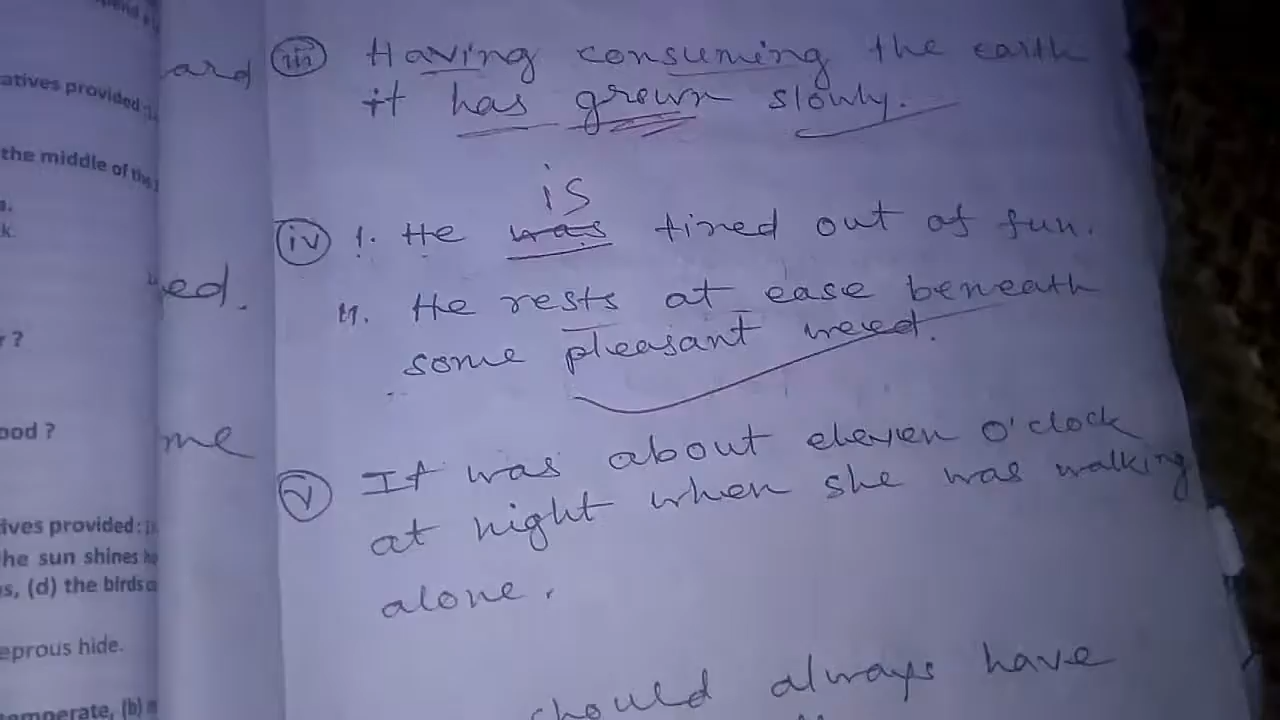 atives provided
the middle of the
k.
r ?
ood ?
ives provided:
he sun shines
s, (d) the birds
eprous hide.
temperate, (b)
ard
ed.
me
(iii) Having consuming the earth
it has grown slowly.
is
(iv) 1. He was tired out of fun.
11. He rests at ease beneath
some pleasant weed.
(v) It was about eleven O'clock
at night when she was walking
alone.
should always have